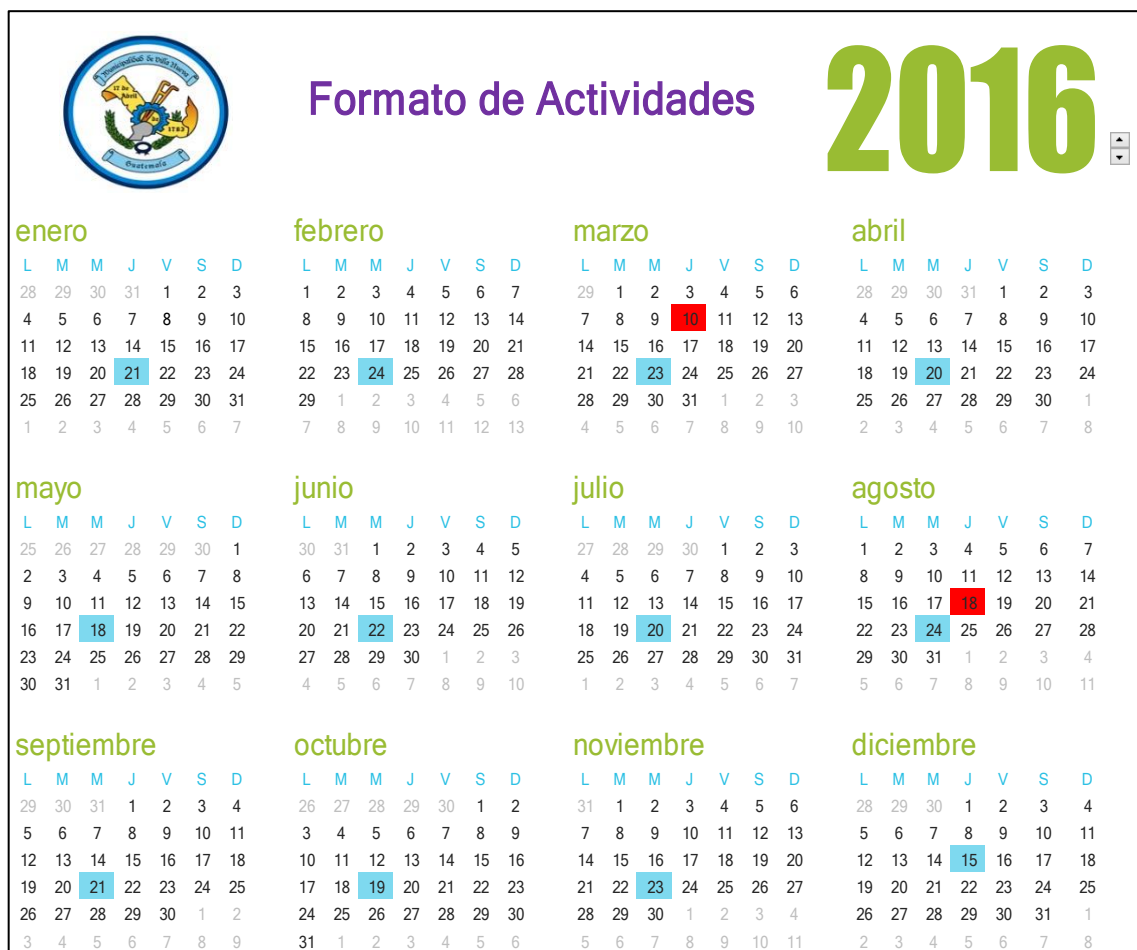 Municipalidad de Villa Nueva
17 de
Abril
de
1763
Guatemala
Formato de Actividades
2016
enero
L M M J V S D
28 29 30 31 1 2 3
4 5 6 7 8 9 10
11 12 13 14 15 16 17
18 19 20 21 22 23 24
25 26 27 28 29 30 31
1 2 3 4 5 6 7
febrero
L M M J V S D
1 2 3 4 5 6 7
8 9 10 11 12 13 14
15 16 17 18 19 20 21
22 23 24 25 26 27 28
29 1 2 3 4 5 6
7 8 9 10 11 12 13
marzo
L M M J V S D
29 1 2 3 4 5 6
7 8 9 10 11 12 13
14 15 16 17 18 19 20
21 22 23 24 25 26 27
28 29 30 31 1 2 3
4 5 6 7 8 9 10
abril
L M M J V S D
28 29 30 31 1 2 3
4 5 6 7 8 9 10
11 12 13 14 15 16 17
18 19 20 21 22 23 24
25 26 27 28 29 30 1
2 3 4 5 6 7 8
mayo
L M M J V S D
25 26 27 28 29 30 1
2 3 4 5 6 7 8
9 10 11 12 13 14 15
16 17 18 19 20 21 22
23 24 25 26 27 28 29
30 31 1 2 3 4 5
junio
L M M J V S D
30 31 1 2 3 4 5
6 7 8 9 10 11 12
13 14 15 16 17 18 19
20 21 22 23 24 25 26
27 28 29 30 1 2 3
4 5 6 7 8 9 10
julio
L M M J V S D
27 28 29 30 1 2 3
4 5 6 7 8 9 10
11 12 13 14 15 16 17
18 19 20 21 22 23 24
25 26 27 28 29 30 31
1 2 3 4 5 6 7
agosto
L M M J V S D
1 2 3 4 5 6 7
8 9 10 11 12 13 14
15 16 17 18 19 20 21
22 23 24 25 26 27 28
29 30 31 1 2 3 4
5 6 7 8 9 10 11
septiembre
L M M J V S D
29 30 31 1 2 3 4
5 6 7 8 9 10 11
12 13 14 15 16 17 18
19 20 21 22 23 24 25
26 27 28 29 30 1 2
3 4 5 6 7 8 9
octubre
L M M J V S D
26 27 28 29 30 1 2
3 4 5 6 7 8 9
10 11 12 13 14 15 16
17 18 19 20 21 22 23
24 25 26 27 28 29 30
31 1 2 3 4 5 6
noviembre
L M M J V S D
31 1 2 3 4 5 6
7 8 9 10 11 12 13
14 15 16 17 18 19 20
21 22 23 24 25 26 27
28 29 30 1 2 3 4
5 6 7 8 9 10 11
diciembre
L M M J V S D
28 29 30 1 2 3 4
5 6 7 8 9 10 11
12 13 14 15 16 17 18
19 20 21 22 23 24 25
26 27 28 29 30 31 1
2 3 4 5 6 7 8